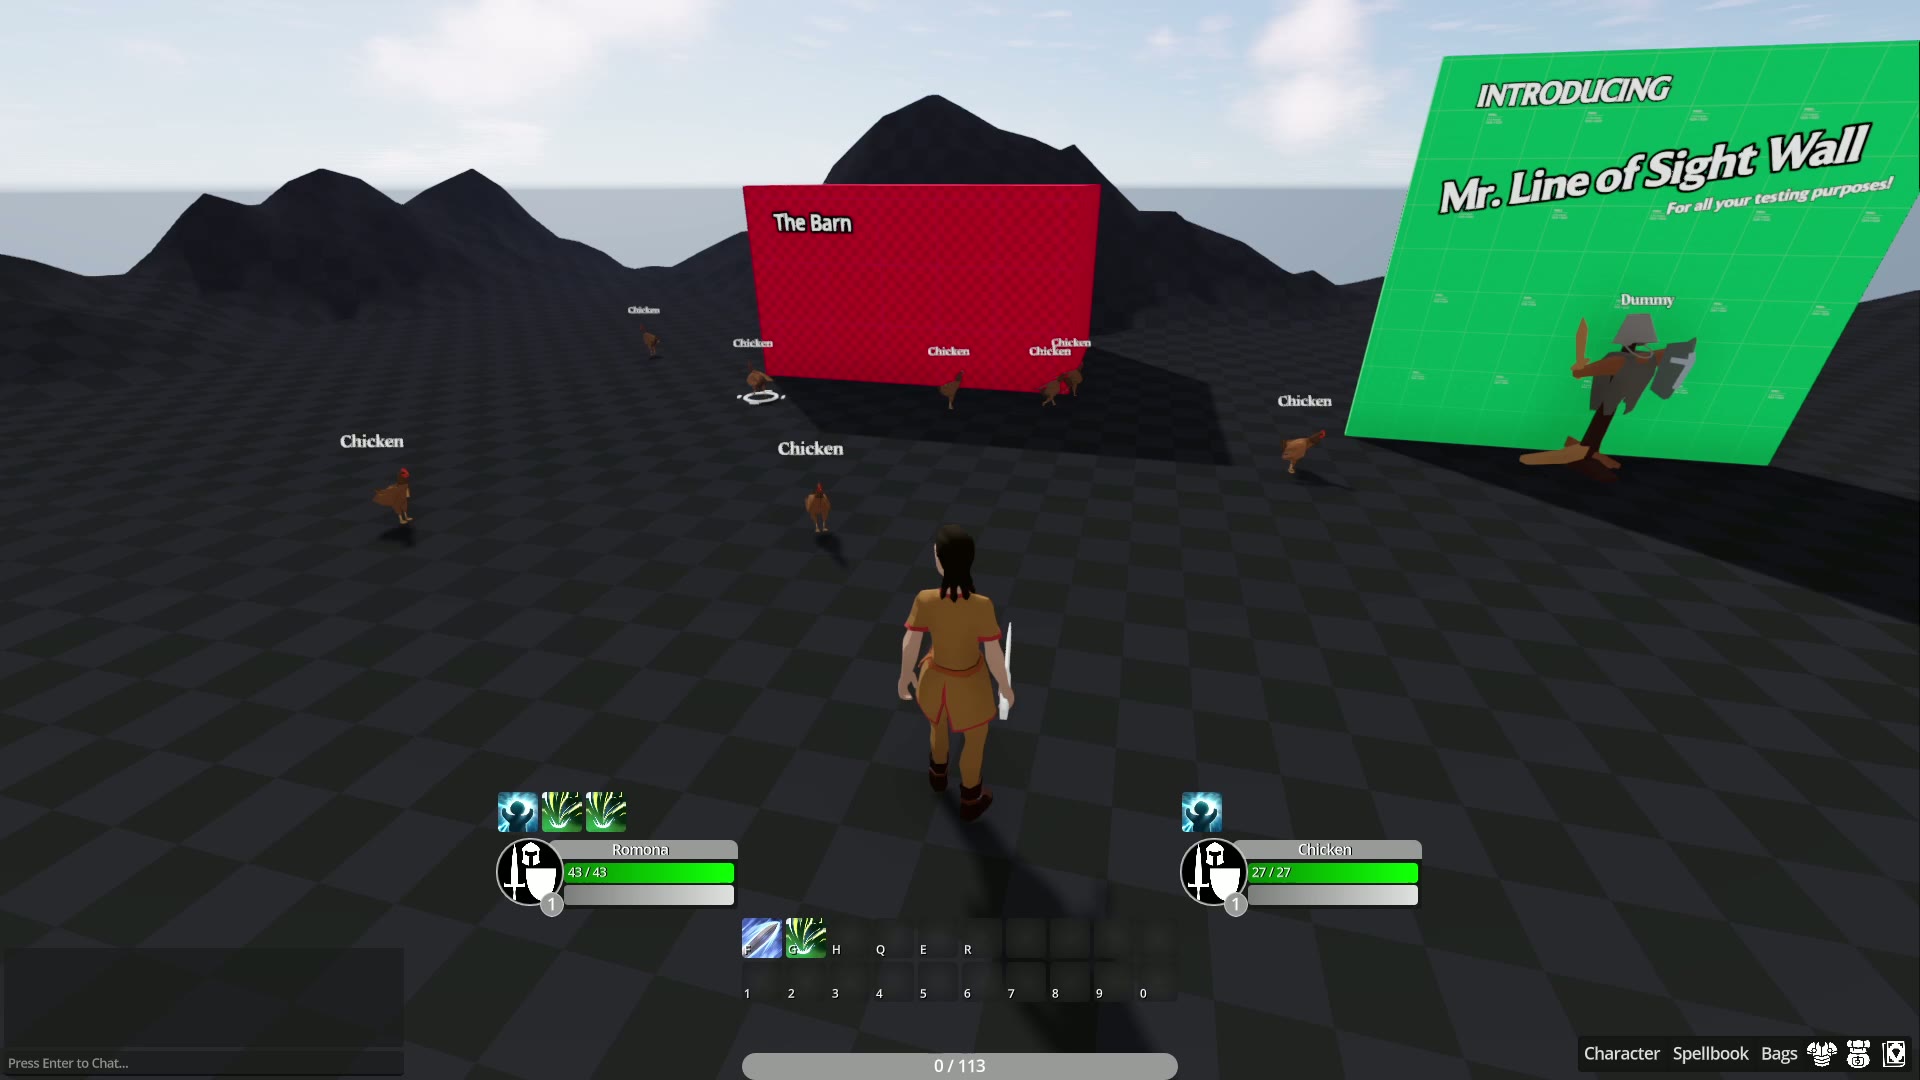 INTRODUCING
Mr. Line of Sight Wall
For all your testing purposes!
The Barn
Dummy
Chicken
Chicken
Chicken
Chicken
Chicken
Chicken
Chicken
Chicken
Romona
43 / 43
1
Chicken
27 / 27
1
F
G
H
Q
E
R
1
2
3
4
5
6
7
8
9
0
Press Enter to Chat...
0 / 113
Character
Spellbook
Bags